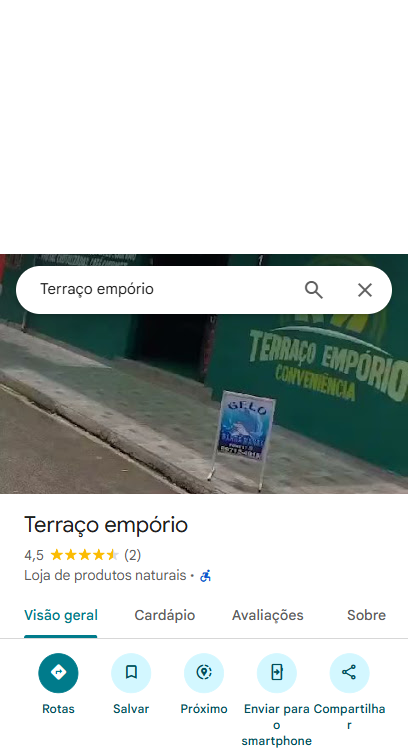 Terraço empório
TERRAÇO EMPÓRIO
CONVENIÊNCIA
GELO
Terraço empório
4,5 (2)
Loja de produtos naturais ·
Visão geral
Cardápio
Avaliações
Sobre
Rotas
Salvar
Próximo
Enviar para
o
smartphone
Compartilha
r